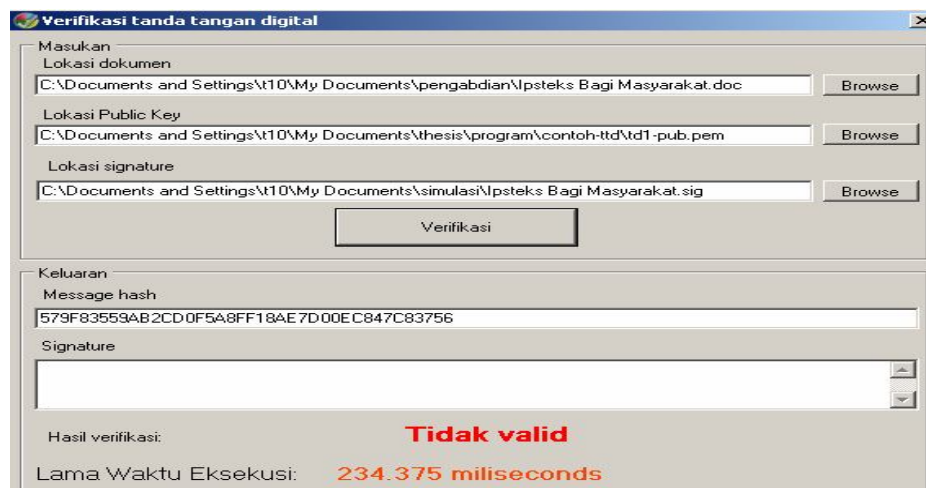 Verifikasi tanda tangan digital
Masukan
Lokasi dokumen
C:\Documents and Settings\t10\My Documents\pengabdian\Ipsteks Bagi Masyarakat.doc
Browse
Lokasi Public Key
C:\Documents and Settings\t10\My Documents\thesis\program\contoh-ttd\td1-pub.pem
Browse
Lokasi signature
C:\Documents and Settings\t10\My Documents\simulasi\Ipsteks Bagi Masyarakat.sig
Browse
Verifikasi
Keluaran
Message hash
579F83559AB2CD0F5A8FF18AE7D00EC847C83756
Signature
Hasil verifikasi: Tidak valid
Lama Waktu Eksekusi: 234.375 miliseconds